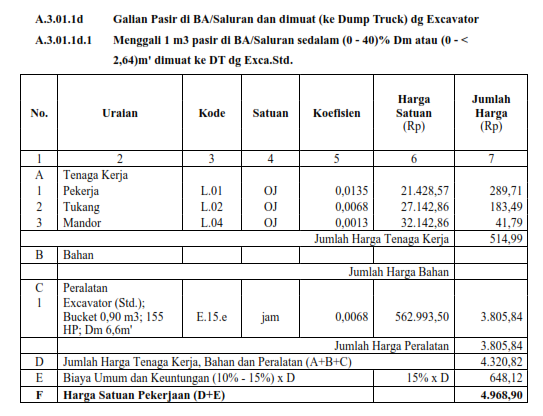 A.3.01.1d Galian Pasir di BA/Saluran dan dimuat (ke Dump Truck) dg Excavator
A.3.01.1d.1 Menggali 1 m3 pasir di BA/Saluran sedalam (0 - 40)% Dm atau (0 - <
2,64)m' dimuat ke DT dg Exca.Std.
No. Uraian Kode Satuan Koefisien Harga Satuan (Rp) Jumlah Harga (Rp)
1 2 3 4 5 6 7
A Tenaga Kerja
1 Pekerja L.01 OJ 0,0135 21.428,57 289,71
2 Tukang L.02 OJ 0,0068 27.142,86 183,49
3 Mandor L.04 OJ 0,0013 32.142,86 41,79
Jumlah Harga Tenaga Kerja 514,99
B Bahan
Jumlah Harga Bahan
C Peralatan
1 Excavator (Std.);
Bucket 0,90 m3; 155 E.15.e jam 0,0068 562.993,50 3.805,84
HP; Dm 6,6m'
Jumlah Harga Peralatan 3.805,84
D Jumlah Harga Tenaga Kerja, Bahan dan Peralatan (A+B+C) 4.320,82
E Biaya Umum dan Keuntungan (10% - 15%) x D 15% x D 648,12
F Harga Satuan Pekerjaan (D+E) 4.968,90